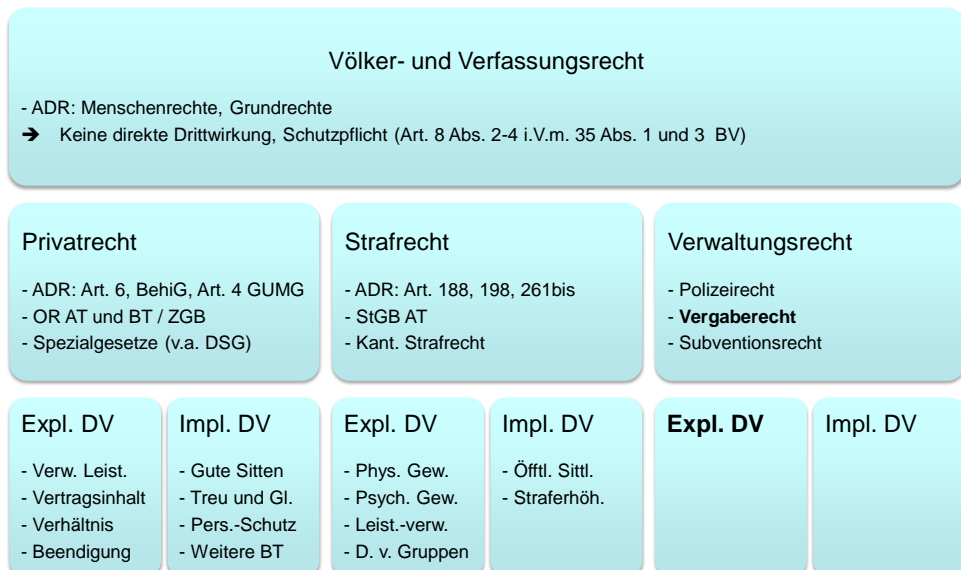 Völker- und Verfassungsrecht
- ADR: Menschenrechte, Grundrechte
➔ Keine direkte Drittwirkung, Schutzpflicht (Art. 8 Abs. 2-4 i.V.m. 35 Abs. 1 und 3 BV)
Privatrecht
- ADR: Art. 6, BehiG, Art. 4 GUMG
- OR AT und BT / ZGB
- Spezialgesetze (v.a. DSG)
Strafrecht
- ADR: Art. 188, 198, 261bis
- StGB AT
- Kant. Strafrecht
Verwaltungsrecht
- Polizeirecht
- Vergaberecht
- Subventionsrecht
Expl. DV
- Verw. Leist.
- Vertragsinhalt
- Verhältnis
- Beendigung
Impl. DV
- Gute Sitten
- Treu und Gl.
- Pers.-Schutz
- Weitere BT
Expl. DV
- Phys. Gew.
- Psych. Gew.
- Leist.-verw.
- D. v. Gruppen
Impl. DV
- Öfftl. Sittl.
- Straferhöh.
Expl. DV
Impl. DV